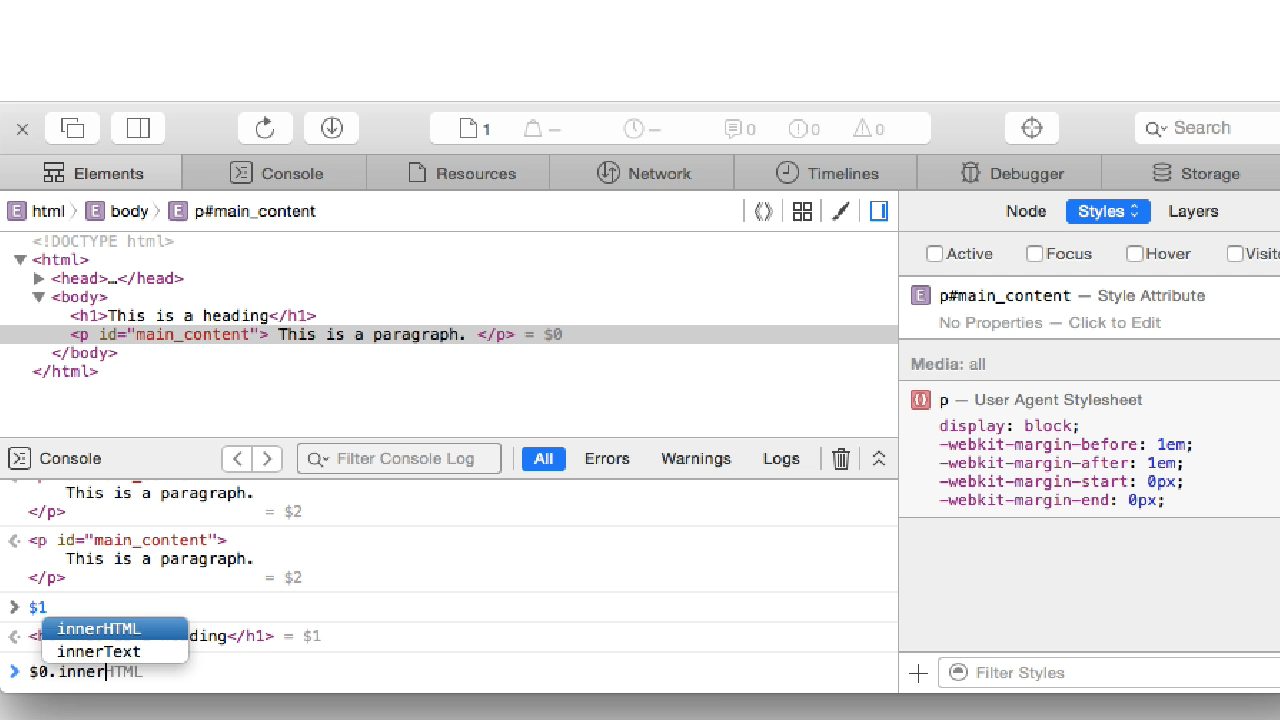 1 — — 0 0 0 Search
Elements Console Resources Network Timelines Debugger Storage
E html E body E p#main_content
Node Styles Layers
<!DOCTYPE html>
<html>
<head>…</head>
<body>
<h1>This is a heading</h1>
<p id="main_content"> This is a paragraph. </p> = $0
</body>
</html>
Active Focus Hover
E p#main_content — Style Attribute
No Properties — Click to Edit
Media: all
p — User Agent Stylesheet
display: block;
-webkit-margin-before: 1em;
-webkit-margin-after: 1em;
-webkit-margin-start: 0px;
-webkit-margin-end: 0px;
Console Filter Console Log All Errors Warnings Logs
This is a paragraph.
</p> = $2
<p id="main_content">
This is a paragraph.
</p> = $2
$1
ding</h1> = $1
innerHTML
innerText
$0.innerHTML
Filter Styles